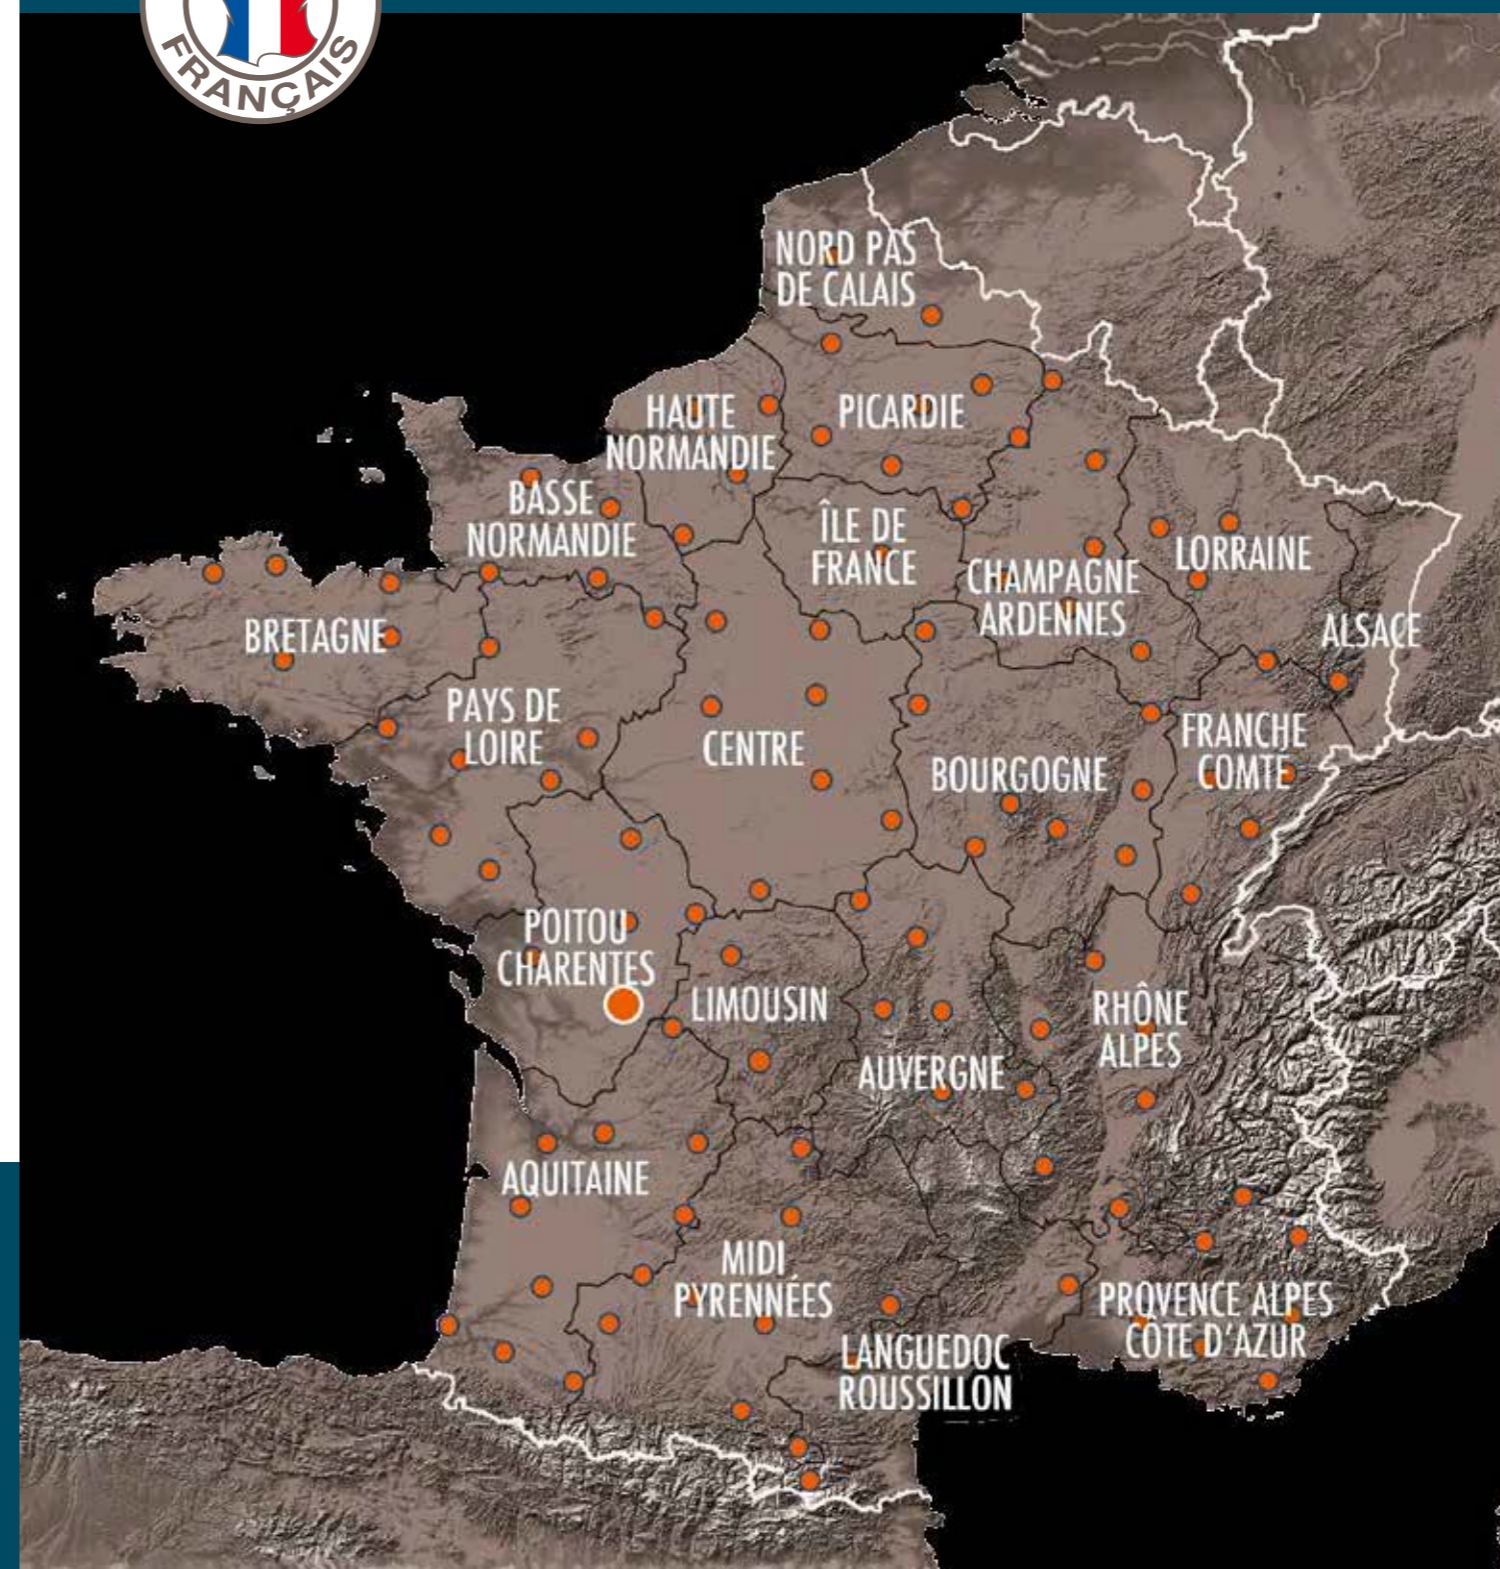 FRANÇAIS
NORD PAS
DE CALAIS
HAUTE
NORMANDIE
PICARDIE
BASSE
NORMANDIE
ÎLE DE
FRANCE
CHAMPAGNE
ARDENNES
LORRAINE
ALSACE
BRETAGNE
PAYS DE
LOIRE
CENTRE
BOURGOGNE
FRANCHE
COMTÉ
POITOU
CHARENTES
LIMOUSIN
AUVERGNE
RHÔNE
ALPES
AQUITAINE
MIDI
PYRENNÉES
LANGUEDOC
ROUSSILLON
PROVENCE ALPES
CÔTE D'AZUR